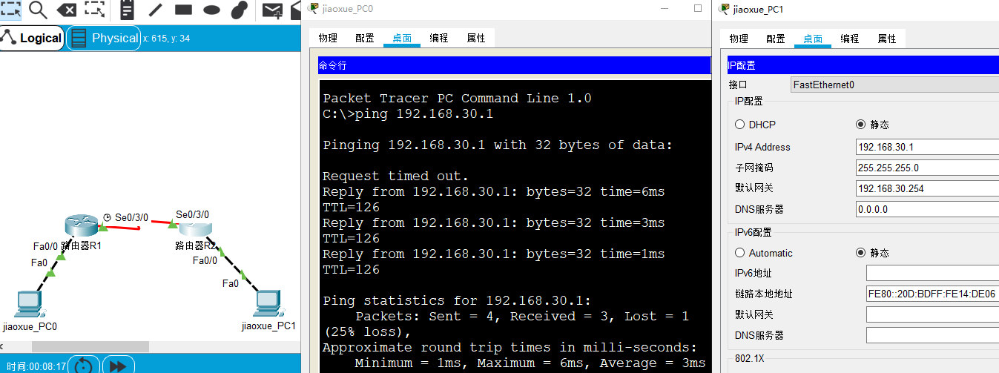 Logical
Physical x: 615, y: 34
Se0/3/0
Se0/3/0
Fa0/0
路由器R1
路由器R2
Fa0
Fa0/0
Fa0
jiaoxue_PC0
jiaoxue_PC1
时间:00:08:17
jiaoxue_PC0
物理 配置 桌面 编程 属性
命令行
Packet Tracer PC Command Line 1.0
C:\>ping 192.168.30.1
Pinging 192.168.30.1 with 32 bytes of data:
Request timed out.
Reply from 192.168.30.1: bytes=32 time=6ms
TTL=126
Reply from 192.168.30.1: bytes=32 time=3ms
TTL=126
Reply from 192.168.30.1: bytes=32 time=1ms
TTL=126
Ping statistics for 192.168.30.1:
Packets: Sent = 4, Received = 3, Lost = 1
(25% loss),
Approximate round trip times in milli-seconds:
Minimum = 1ms, Maximum = 6ms, Average = 3ms
jiaoxue_PC1
物理 配置 桌面 编程 属性
IP配置
接口 FastEthernet0
IP配置
DHCP 静态
IPv4 Address 192.168.30.1
子网掩码 255.255.255.0
默认网关 192.168.30.254
DNS服务器 0.0.0.0
IPv6配置
Automatic 静态
IPv6地址
链路本地地址 FE80::20D:BDFF:FE14:DE06
默认网关
DNS服务器
802.1X